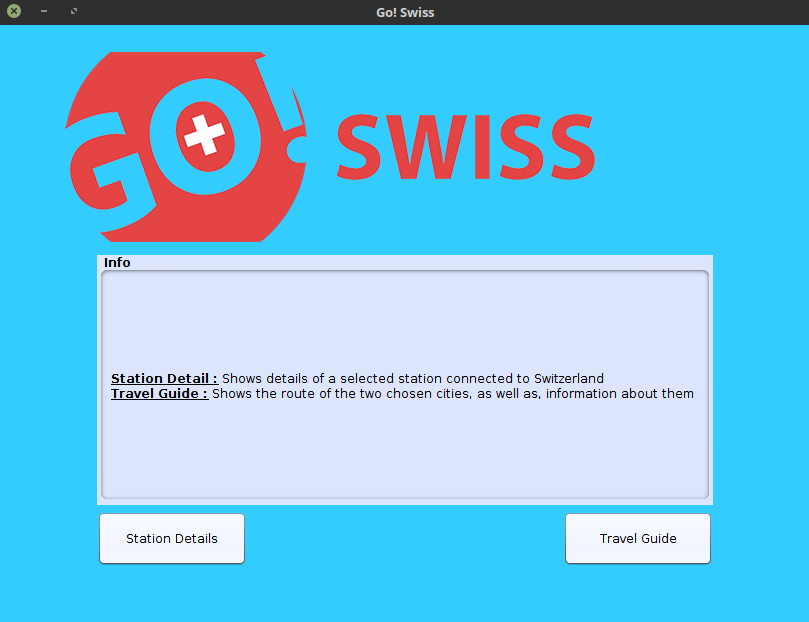 Go! Swiss
GO! SWISS
Info
Station Detail : Shows details of a selected station connected to Switzerland
Travel Guide : Shows the route of the two chosen cities, as well as, information about them
Station Details
Travel Guide